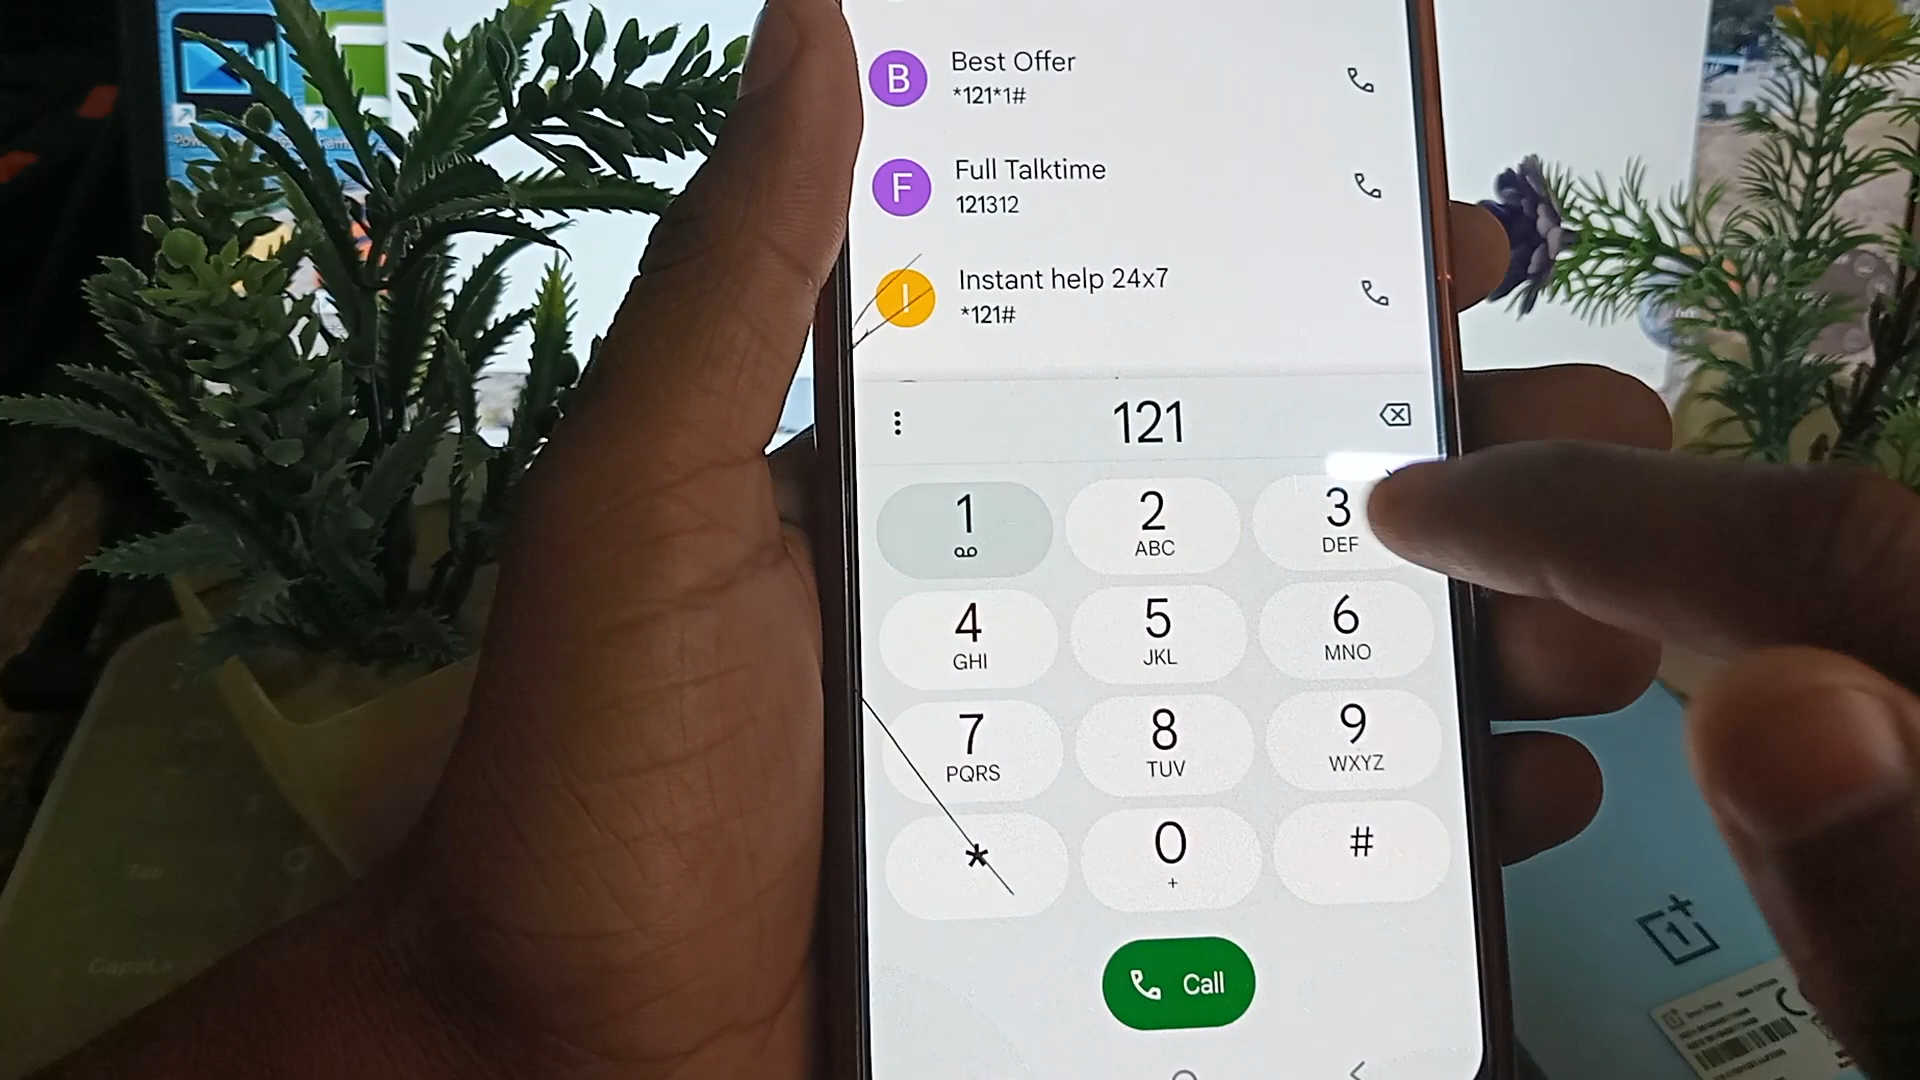 B
Best Offer
*121*1#
F
Full Talktime
121312
I
Instant help 24x7
*121#
121
1
2
ABC
3
DEF
4
GHI
5
JKL
6
MNO
7
PQRS
8
TUV
9
WXYZ
*
0
+
#
Call